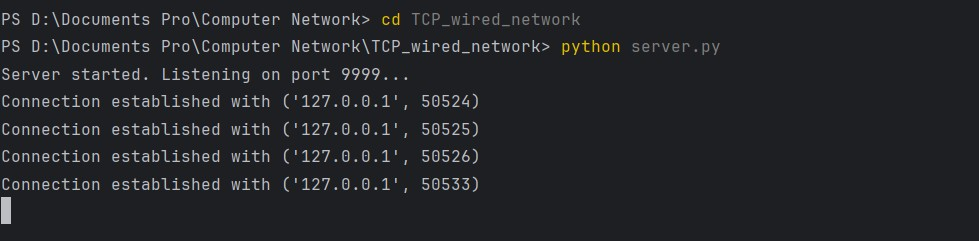 PS D:\Documents Pro\Computer Network> cd TCP_wired_network
PS D:\Documents Pro\Computer Network\TCP_wired_network> python server.py
Server started. Listening on port 9999...
Connection established with ('127.0.0.1', 50524)
Connection established with ('127.0.0.1', 50525)
Connection established with ('127.0.0.1', 50526)
Connection established with ('127.0.0.1', 50533)